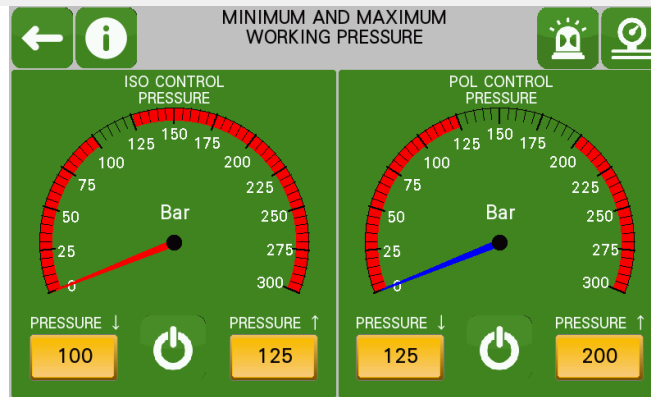 MINIMUM AND MAXIMUM
WORKING PRESSURE
ISO CONTROL
PRESSURE
0
25
50
75
100
125
150
175
200
225
250
275
300
Bar
PRESSURE ↓
100
PRESSURE ↑
125
POL CONTROL
PRESSURE
0
25
50
75
100
125
150
175
200
225
250
275
300
Bar
PRESSURE ↓
125
PRESSURE ↑
200